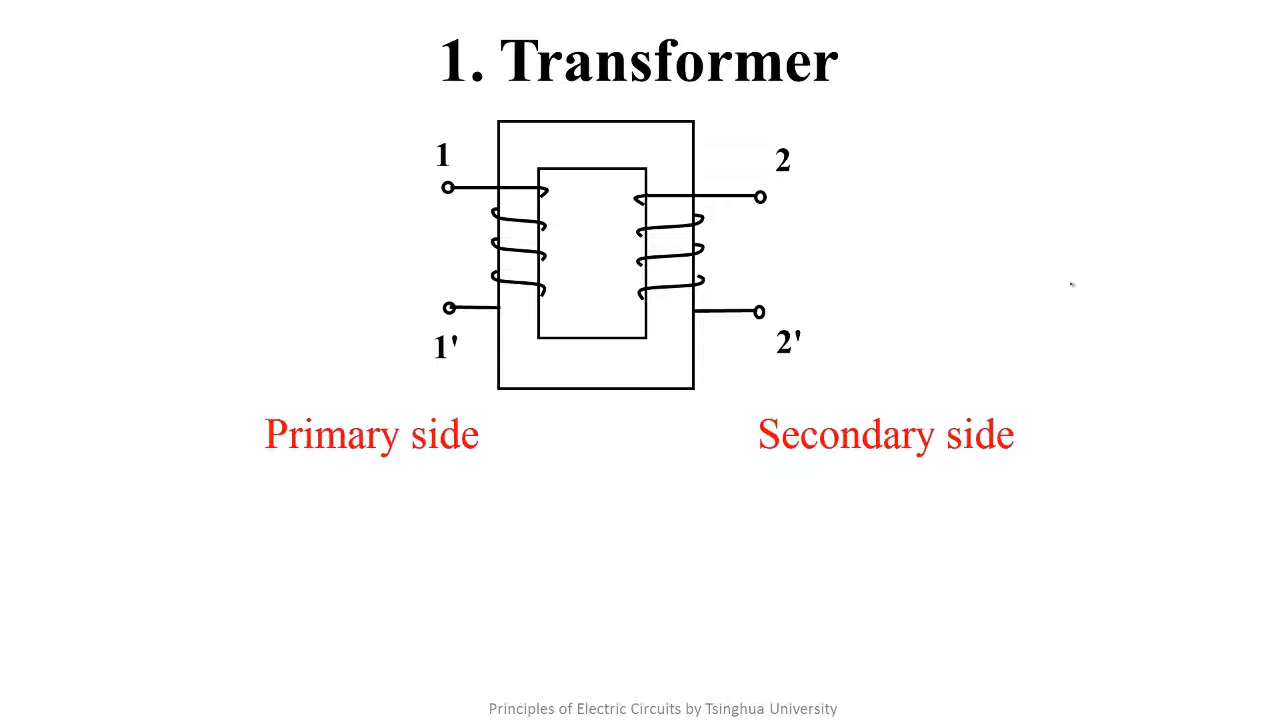 1. Transformer
1
2
1'
2'
Primary side
Secondary side
Principles of Electric Circuits by Tsinghua University